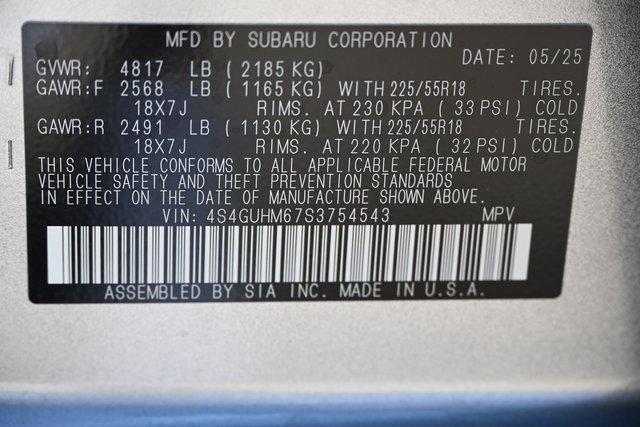 MFD BY SUBARU CORPORATION
DATE: 05/25
GVWR: 4817 LB ( 2185 KG)
GAWR:F 2568 LB ( 1165 KG) WITH 225/55R18 TIRES.
18X7J RIMS. AT 230 KPA ( 33 PSI) COLD
GAWR:R 2491 LB ( 1130 KG) WITH 225/55R18 TIRES.
18X7J RIMS. AT 220 KPA ( 32 PSI) COLD
THIS VEHICLE CONFORMS TO ALL APPLICABLE FEDERAL MOTOR
VEHICLE SAFETY AND THEFT PREVENTION STANDARDS
IN EFFECT ON THE DATE OF MANUFACTURE SHOWN ABOVE.
VIN: 4S4GUHM67S3754543 MPV
ASSEMBLED BY SIA INC. MADE IN U.S.A.